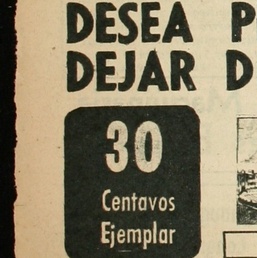 DESEA P
DEJAR D
30
Centavos
Ejemplar